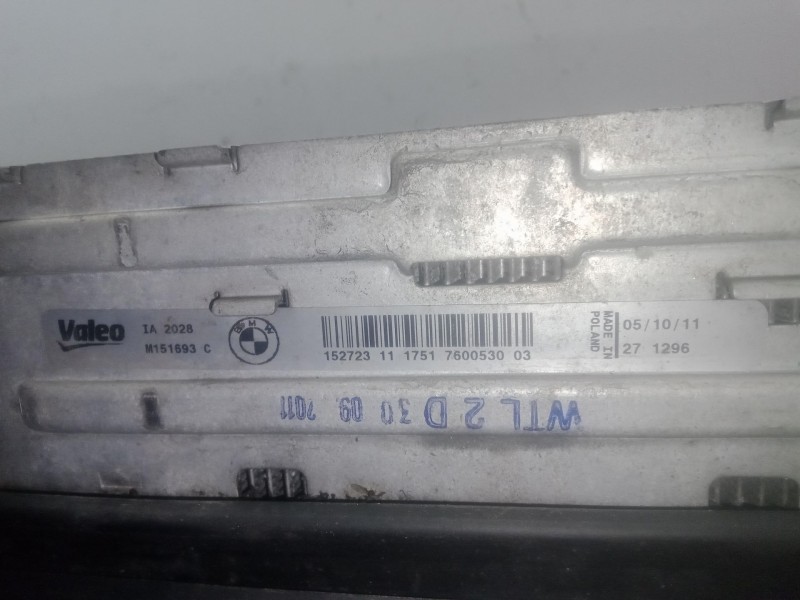 Valeo
IA 2028
M151693 C
BMW
152723 11 1751 7600530 03
MADE IN
POLAND
05/10/11
27 1296
WTL 2 D 30 09 2011